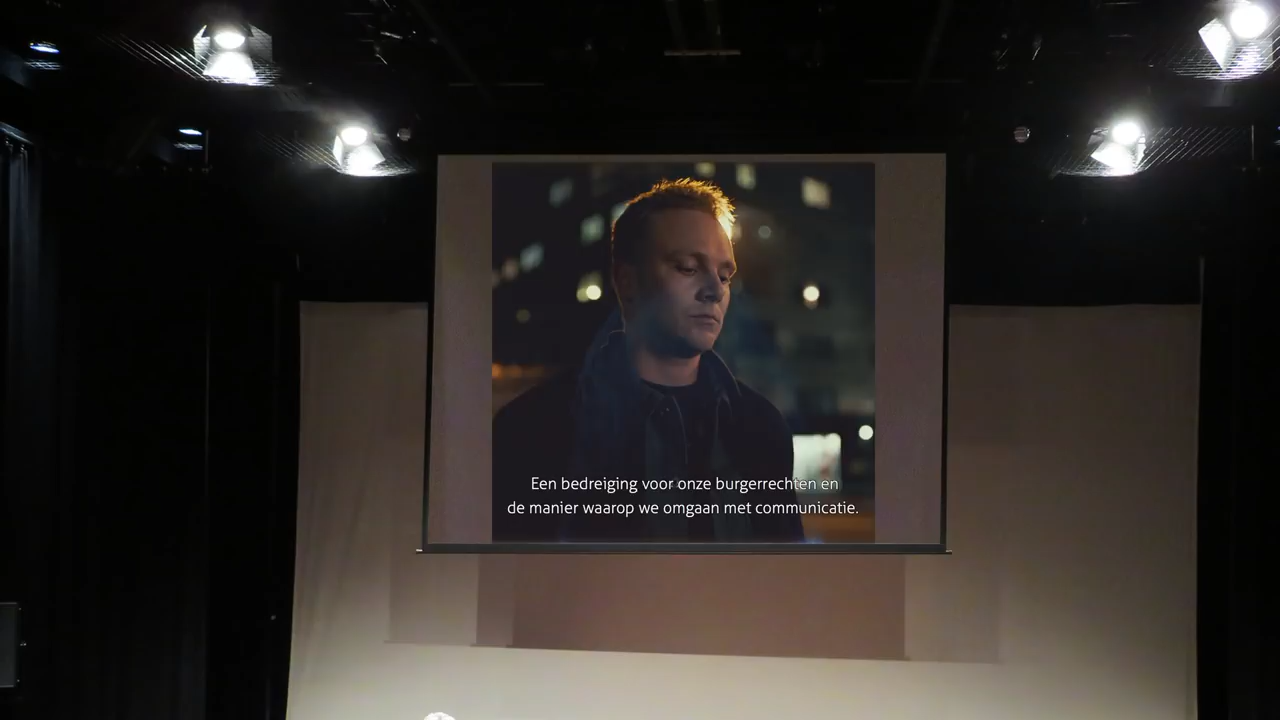 Een bedreiging voor onze burgerrechten en
de manier waarop we omgaan met communicatie.